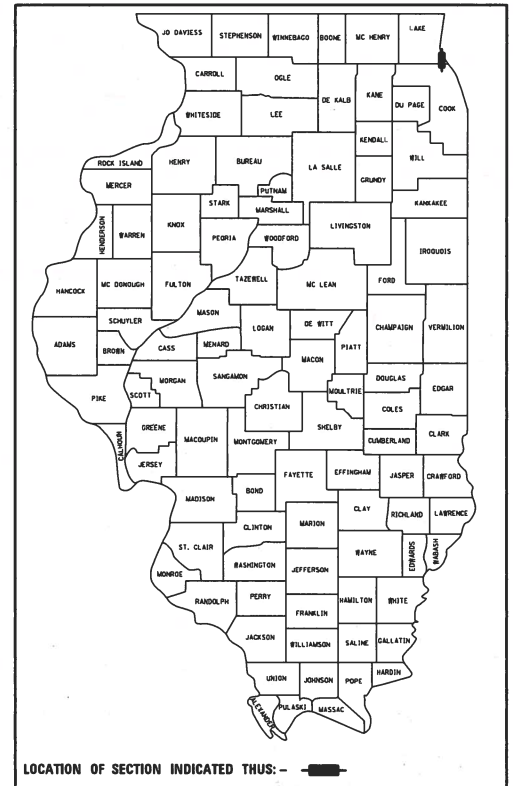 JO DAVIESS STEPHENSON WINNEBAGO BOONE MC HENRY LAKE
CARROLL OGLE DE KALB KANE DU PAGE COOK
WHITESIDE LEE
KENDALL WILL
ROCK ISLAND HENRY BUREAU LA SALLE GRUNDY
MERCER PUTNAM KANKAKEE
STARK MARSHALL
HENDERSON WARREN KNOX PEORIA WOODFORD LIVINGSTON IROQUOIS
HANCOCK MC DONOUGH FULTON TAZEWELL MC LEAN FORD
SCHUYLER MASON LOGAN DE WITT CHAMPAIGN VERMILION
ADAMS BROWN CASS MENARD MACON PIATT
PIKE SCOTT MORGAN SANGAMON MOULTRIE DOUGLAS EDGAR
CHRISTIAN COLES
CALHOUN GREENE MACOUPIN MONTGOMERY SHELBY CUMBERLAND CLARK
JERSEY FAYETTE EFFINGHAM JASPER CRAWFORD
MADISON BOND CLAY RICHLAND LAWRENCE
CLINTON MARION
ST. CLAIR WASHINGTON WAYNE EDWARDS WABASH
MONROE JEFFERSON
RANDOLPH PERRY HAMILTON WHITE
FRANKLIN
JACKSON WILLIAMSON SALINE GALLATIN
UNION JOHNSON POPE HARDIN
ALEXANDER PULASKI MASSAC
LOCATION OF SECTION INDICATED THUS: -